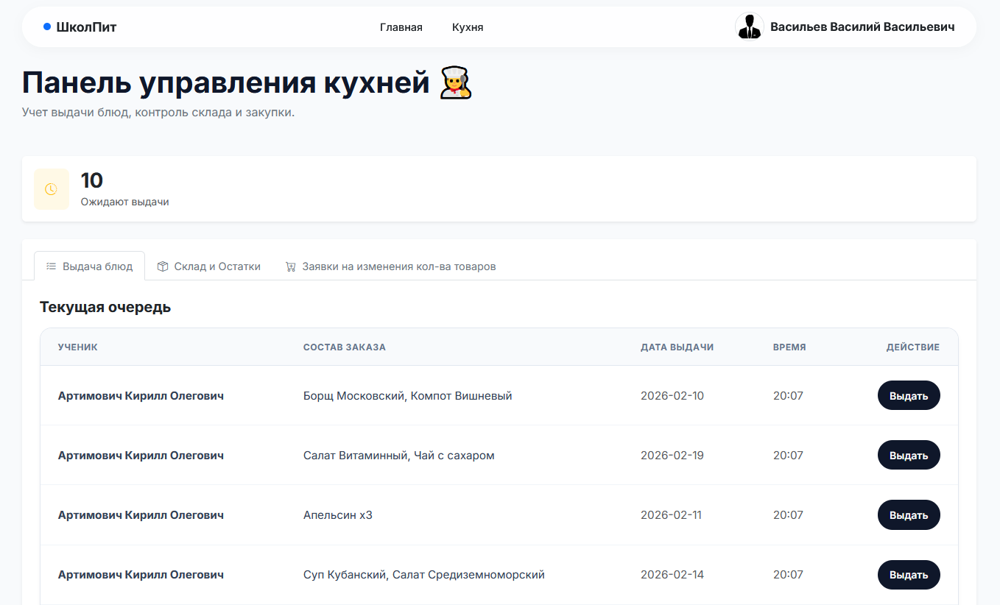 ШколПит
Главная
Кухня
Васильев Василий Васильевич
Панель управления кухней
Учет выдачи блюд, контроль склада и закупки.
10
Ожидают выдачи
Выдача блюд
Склад и Остатки
Заявки на изменения кол-ва товаров
Текущая очередь
УЧЕНИК СОСТАВ ЗАКАЗА ДАТА ВЫДАЧИ ВРЕМЯ ДЕЙСТВИЕ
Артимович Кирилл Олегович Борщ Московский, Компот Вишневый 2026-02-10 20:07 Выдать
Артимович Кирилл Олегович Салат Витаминный, Чай с сахаром 2026-02-19 20:07 Выдать
Артимович Кирилл Олегович Апельсин x3 2026-02-11 20:07 Выдать
Артимович Кирилл Олегович Суп Кубанский, Салат Средиземноморский 2026-02-14 20:07 Выдать